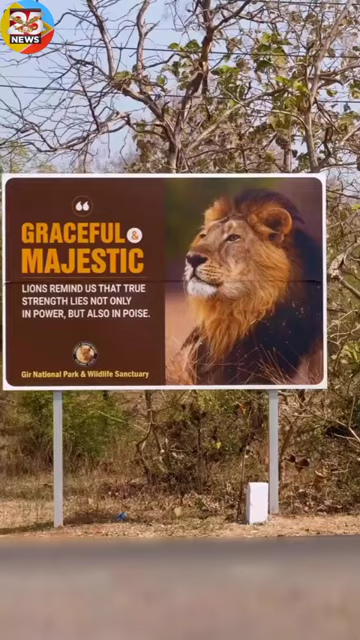 25
NEWS
GRACEFUL &
MAJESTIC
LIONS REMIND US THAT TRUE
STRENGTH LIES NOT ONLY
IN POWER, BUT ALSO IN POISE.
Gir National Park & Wildlife Sanctuary